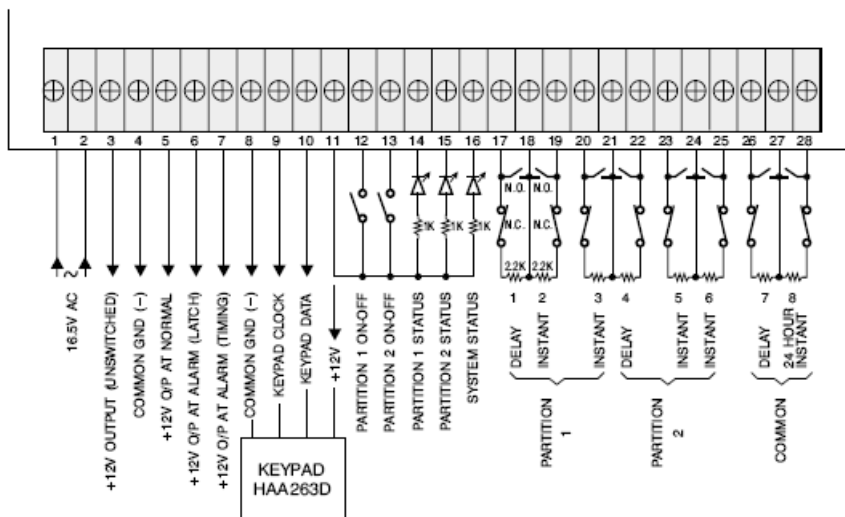 1 2 3 4 5 6 7 8 9 10 11 12 13 14 15 16 17 18 19 20 21 22 23 24 25 26 27 28
N.O. N.O.
1K 1K 1K
N.C. N.C.
2.2K 2.2K
1 2 3 4 5 6 7 8
16.5V AC
+12V OUTPUT (UNSWITCHED)
COMMON GND (–)
+12V O/P AT NORMAL
+12V O/P AT ALARM (LATCH)
+12V O/P AT ALARM (TIMING)
COMMON GND (–)
KEYPAD CLOCK
KEYPAD DATA
+12V
PARTITION 1 ON-OFF
PARTITION 2 ON-OFF
PARTITION 1 STATUS
PARTITION 2 STATUS
SYSTEM STATUS
DELAY
INSTANT
INSTANT
DELAY
INSTANT
INSTANT
DELAY
24 HOUR
INSTANT
PARTITION
1
PARTITION
2
COMMON
KEYPAD
HAA263D